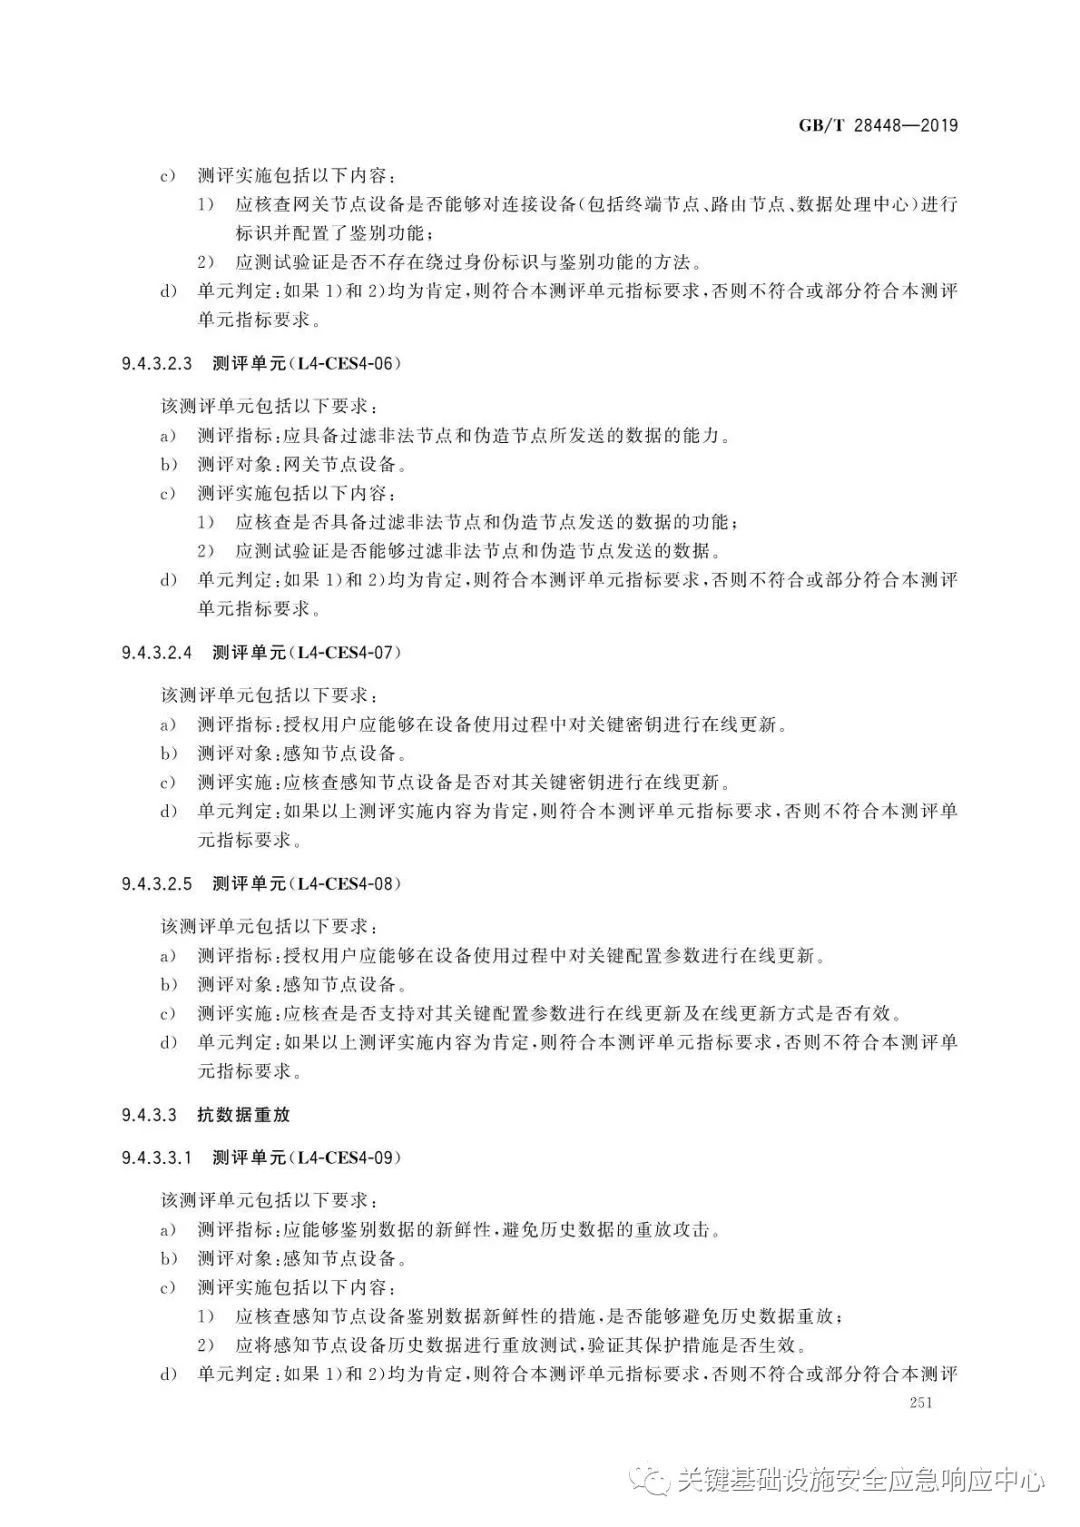 GB/T 28448—2019
c) 测评实施包括以下内容:
1) 应核查网关节点设备是否能够对连接设备(包括终端节点、路由节点、数据处理中心)进行
标识并配置了鉴别功能;
2) 应测试验证是否不存在绕过身份标识与鉴别功能的方法。
d) 单元判定:如果1)和2)均为肯定,则符合本测评单元指标要求,否则不符合或部分符合本测评
单元指标要求。
9.4.3.2.3 测评单元(L4-CES4-06)
该测评单元包括以下要求:
a) 测评指标:应具备过滤非法节点和伪造节点所发送的数据的能力。
b) 测评对象:网关节点设备。
c) 测评实施包括以下内容:
1) 应核查是否具备过滤非法节点和伪造节点发送的数据的功能;
2) 应测试验证是否能够过滤非法节点和伪造节点发送的数据。
d) 单元判定:如果1)和2)均为肯定,则符合本测评单元指标要求,否则不符合或部分符合本测评
单元指标要求。
9.4.3.2.4 测评单元(L4-CES4-07)
该测评单元包括以下要求:
a) 测评指标:授权用户应能够在设备使用过程中对关键密钥进行在线更新。
b) 测评对象:感知节点设备。
c) 测评实施:应核查感知节点设备是否对其关键密钥进行在线更新。
d) 单元判定:如果以上测评实施内容为肯定,则符合本测评单元指标要求,否则不符合本测评单
元指标要求。
9.4.3.2.5 测评单元(L4-CES4-08)
该测评单元包括以下要求:
a) 测评指标:授权用户应能够在设备使用过程中对关键配置参数进行在线更新。
b) 测评对象:感知节点设备。
c) 测评实施:应核查是否支持对其关键配置参数进行在线更新及在线更新方式是否有效。
d) 单元判定:如果以上测评实施内容为肯定,则符合本测评单元指标要求,否则不符合本测评单
元指标要求。
9.4.3.3 抗数据重放
9.4.3.3.1 测评单元(L4-CES4-09)
该测评单元包括以下要求:
a) 测评指标:应能够鉴别数据的新鲜性,避免历史数据的重放攻击。
b) 测评对象:感知节点设备。
c) 测评实施包括以下内容:
1) 应核查感知节点设备鉴别数据新鲜性的措施,是否能够避免历史数据重放;
2) 应将感知节点设备历史数据进行重放测试,验证其保护措施是否生效。
d) 单元判定:如果1)和2)均为肯定,则符合本测评单元指标要求,否则不符合或部分符合本测评
251
关键基础设施安全应急响应中心